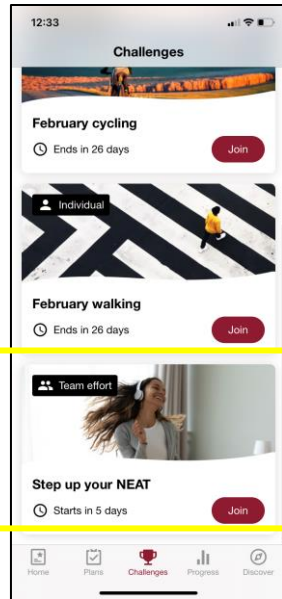 12:33
Challenges
February cycling
Ends in 26 days
Join
Individual
February walking
Ends in 26 days
Join
Team effort
Step up your NEAT
Starts in 5 days
Join
Home
Plans
Challenges
Progress
Discover